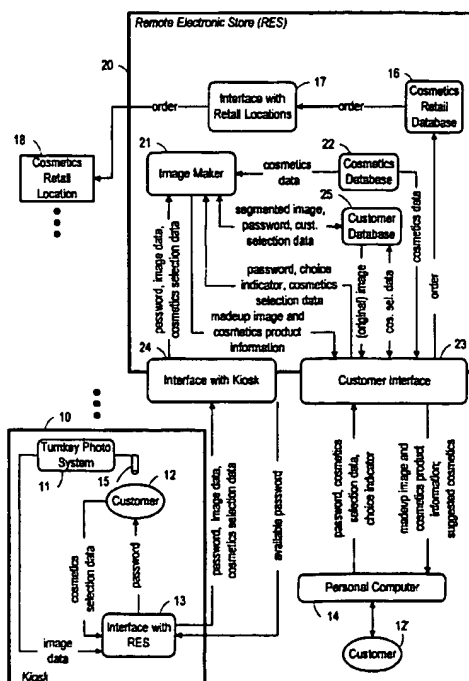 Remote Electronic Store (RES)
20
17
16
Interface with
Retail Locations
Cosmetics
Retail
Database
order
order
18
Cosmetics
Retail
Location
21
Image Maker
cosmetics
data
22
Cosmetics
Database
25
Customer
Database
segmented image,
password, cust.
selection data
password, image data,
cosmetics selection data
password, choice
indicator, cosmetics
selection data
madeup image and
cosmetics product
information
(original) image
cos. sel. data
cosmetics data
order
24
23
Interface with Kiosk
Customer Interface
10
Turnkey Photo
System
11
15
12
Customer
cosmetics
selection data
password
13
Interface with
RES
image
data
Kiosk
password, image data,
cosmetics selection data
available password
password, cosmetics
selection data,
choice indicator
madeup image and
cosmetics product
information;
suggested cosmetics
Personal Computer
14
12'
Customer